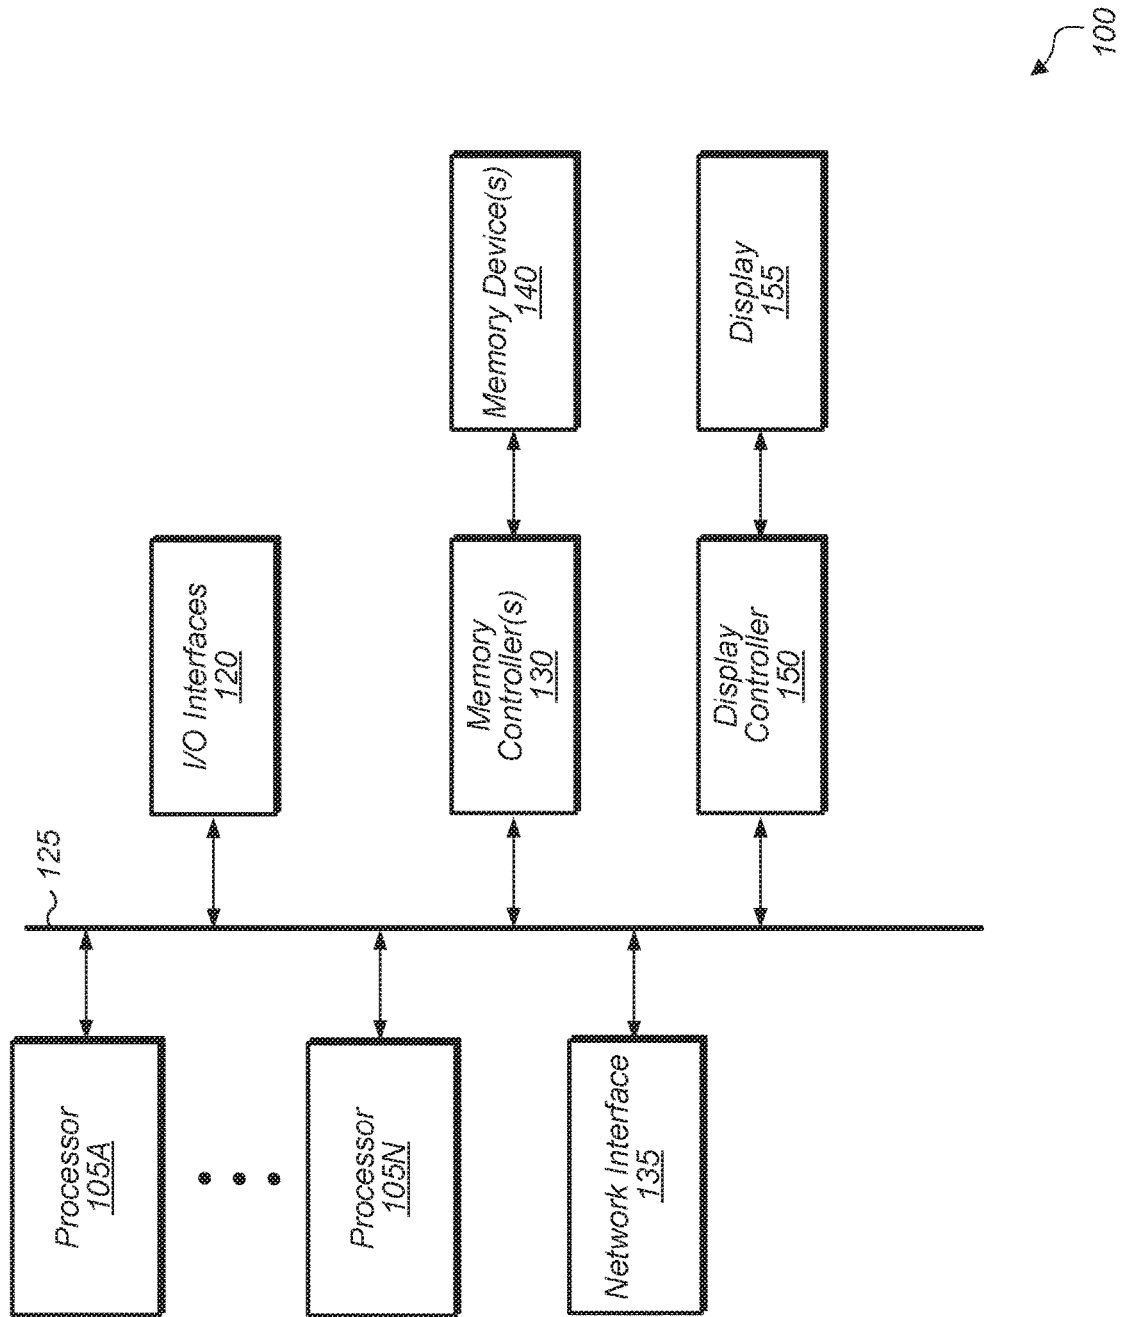 100
Processor
105A
Processor
105N
Network Interface
135
125
I/O Interfaces
120
Memory
Controller(s)
130
Display
Controller
150
Memory Device(s)
140
Display
155